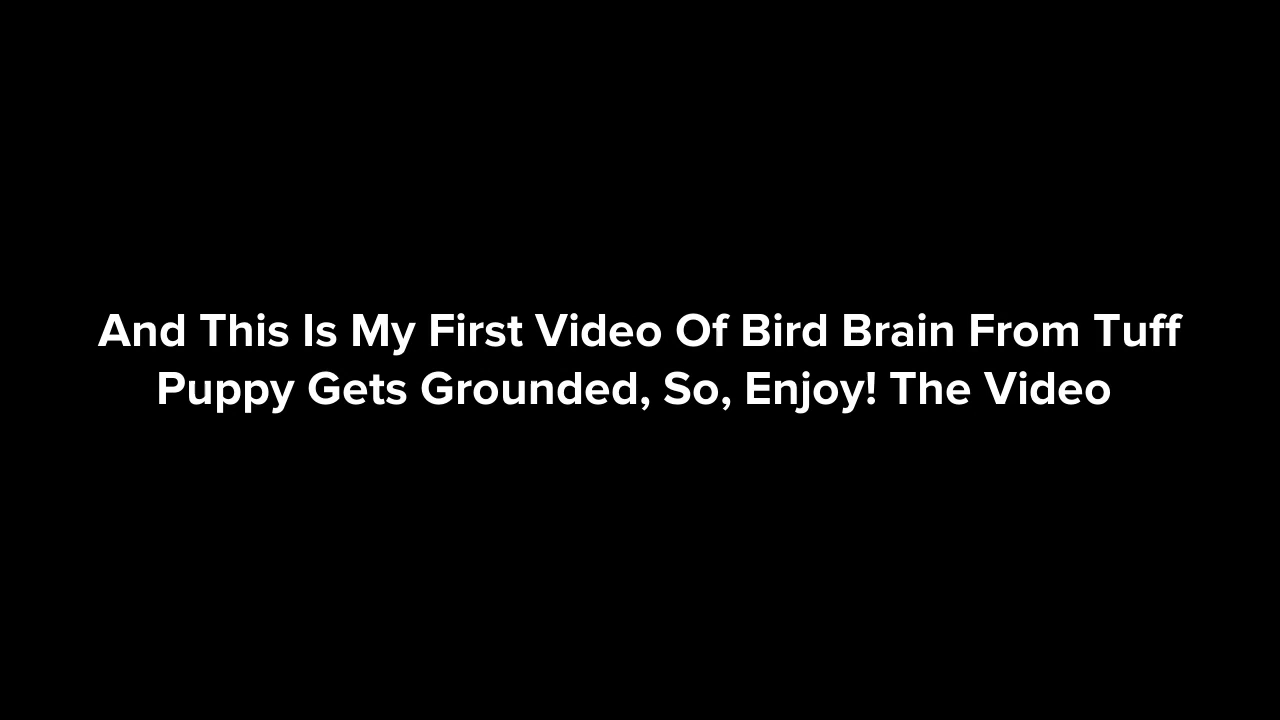 And This Is My First Video Of Bird Brain From Tuff
Puppy Gets Grounded, So, Enjoy! The Video